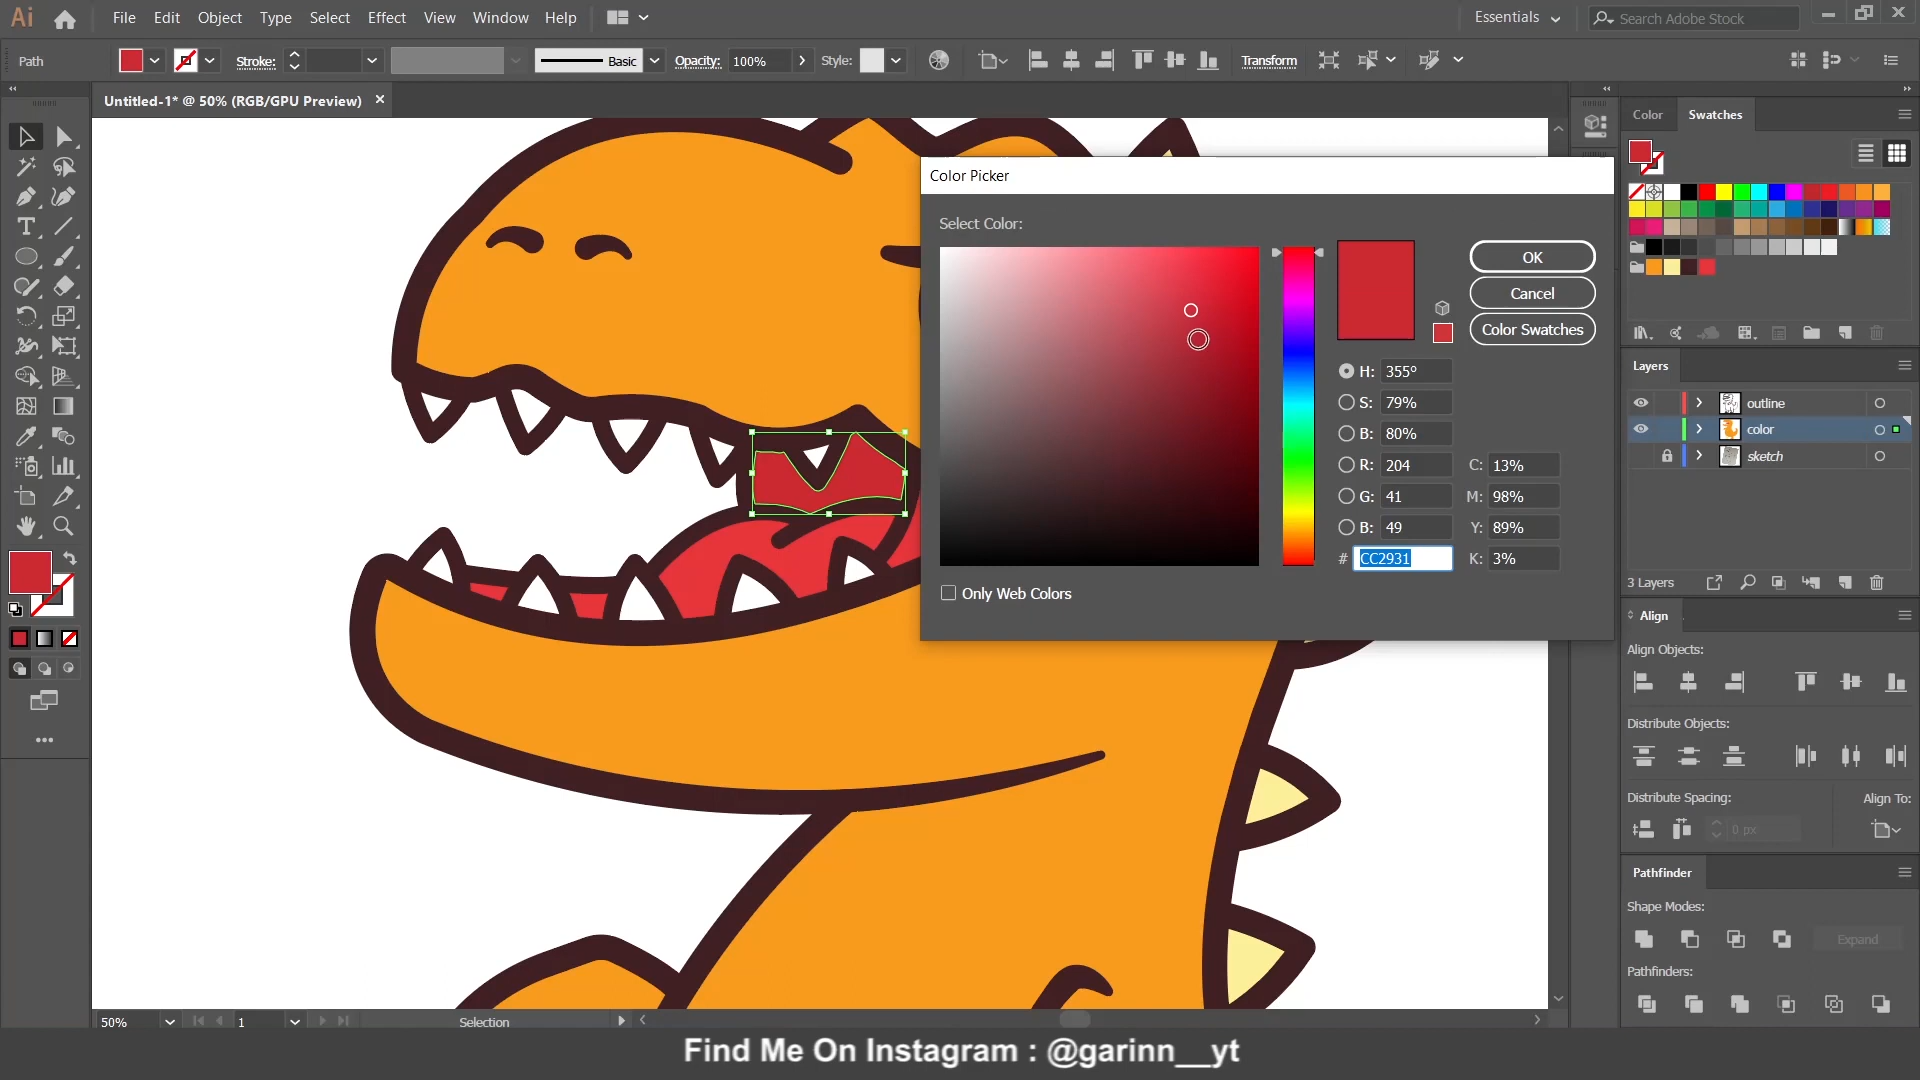 Ai File Edit Object Type Select Effect View Window Help Essentials Search Adobe Stock
Path Stroke: Basic Opacity: 100% Style: Transform
Untitled-1* @ 50% (RGB/GPU Preview)
Color Swatches
Color Picker
Select Color:
OK
Cancel
Color Swatches
H: 355°
S: 79%
B: 80%
R: 204 C: 13%
G: 41 M: 98%
B: 49 Y: 89%
# CC2931 K: 3%
Only Web Colors
Layers
outline
color
sketch
3 Layers
Align
Align Objects:
Distribute Objects:
Distribute Spacing: Align To:
0 px
Pathfinder
Shape Modes:
Expand
Pathfinders:
50% 1 Selection
Find Me On Instagram : @garinn__yt